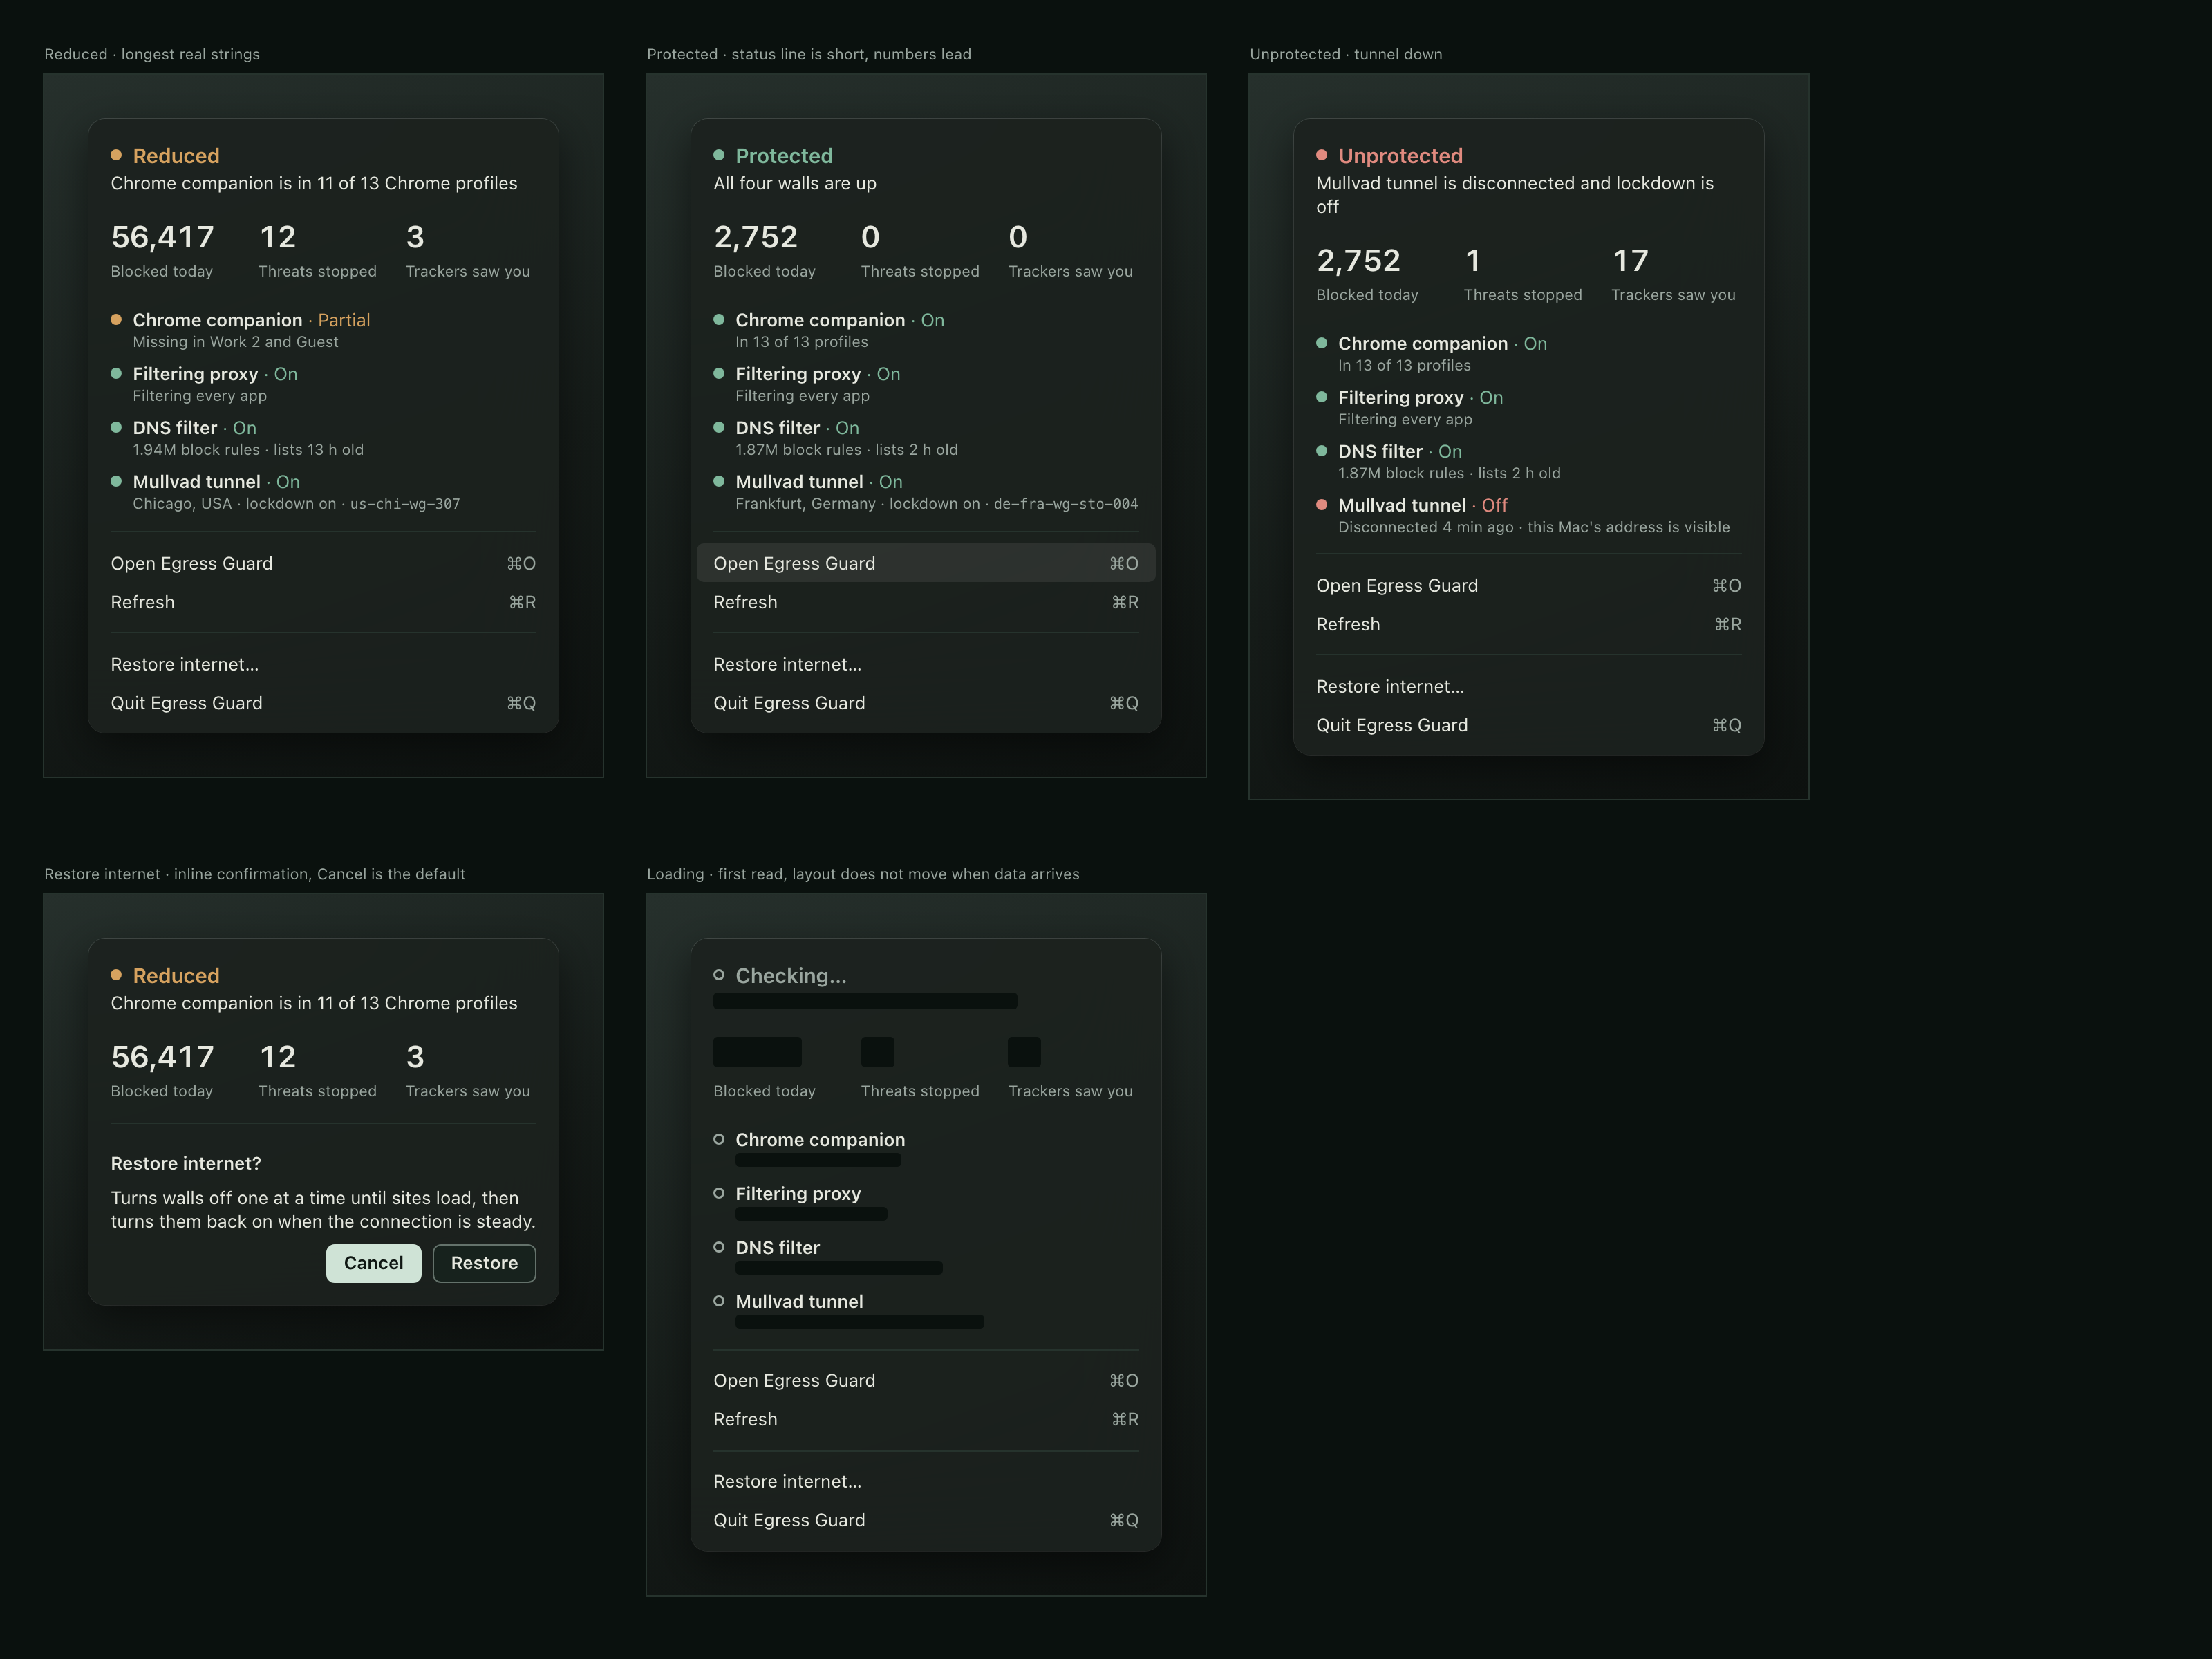 Reduced · longest real strings
Reduced
Chrome companion is in 11 of 13 Chrome profiles
56,417 12 3
Blocked today Threats stopped Trackers saw you
Chrome companion · Partial
Missing in Work 2 and Guest
Filtering proxy · On
Filtering every app
DNS filter · On
1.94M block rules · lists 13 h old
Mullvad tunnel · On
Chicago, USA · lockdown on · us-chi-wg-307
Open Egress Guard ⌘O
Refresh ⌘R
Restore internet...
Quit Egress Guard ⌘Q
Protected · status line is short, numbers lead
Protected
All four walls are up
2,752 0 0
Blocked today Threats stopped Trackers saw you
Chrome companion · On
In 13 of 13 profiles
Filtering proxy · On
Filtering every app
DNS filter · On
1.87M block rules · lists 2 h old
Mullvad tunnel · On
Frankfurt, Germany · lockdown on · de-fra-wg-sto-004
Open Egress Guard ⌘O
Refresh ⌘R
Restore internet...
Quit Egress Guard ⌘Q
Unprotected · tunnel down
Unprotected
Mullvad tunnel is disconnected and lockdown is
off
2,752 1 17
Blocked today Threats stopped Trackers saw you
Chrome companion · On
In 13 of 13 profiles
Filtering proxy · On
Filtering every app
DNS filter · On
1.87M block rules · lists 2 h old
Mullvad tunnel · Off
Disconnected 4 min ago · this Mac's address is visible
Open Egress Guard ⌘O
Refresh ⌘R
Restore internet...
Quit Egress Guard ⌘Q
Restore internet · inline confirmation, Cancel is the default
Reduced
Chrome companion is in 11 of 13 Chrome profiles
56,417 12 3
Blocked today Threats stopped Trackers saw you
Restore internet?
Turns walls off one at a time until sites load, then
turns them back on when the connection is steady.
Cancel Restore
Loading · first read, layout does not move when data arrives
Checking...
Blocked today Threats stopped Trackers saw you
Chrome companion
Filtering proxy
DNS filter
Mullvad tunnel
Open Egress Guard ⌘O
Refresh ⌘R
Restore internet...
Quit Egress Guard ⌘Q